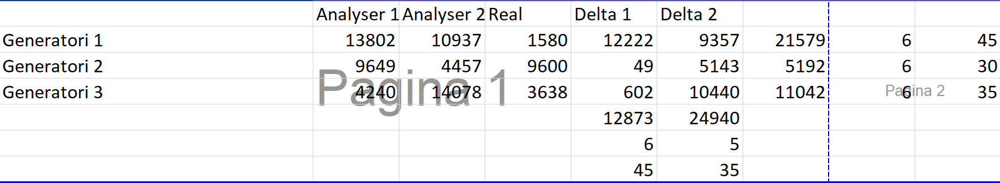 Analyser 1 Analyser 2 Real Delta 1 Delta 2
Generatori 1 13802 10937 1580 12222 9357 21579 6 45
Generatori 2 9649 4457 9600 49 5143 5192 6 30
Generatori 3 4240 14078 3638 602 10440 11042 6 35
Pagina 1 Pagina 2
12873 24940
6 5
45 35